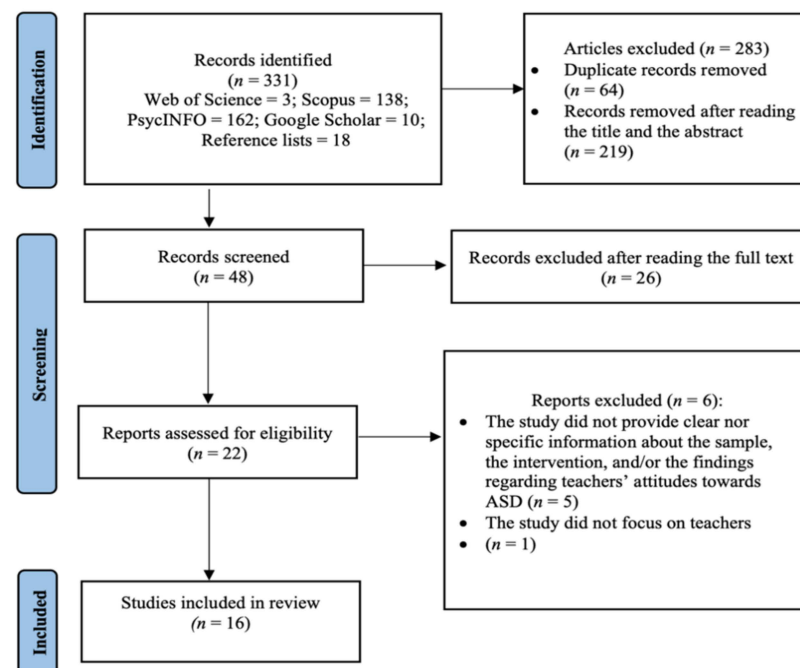 Identification
Records identified
(n = 331)
Web of Science = 3; Scopus = 138;
PsycINFO = 162; Google Scholar = 10;
Reference lists = 18
Articles excluded (n = 283)
• Duplicate records removed
(n = 64)
• Records removed after reading
the title and the abstract
(n = 219)
Screening
Records screened
(n = 48)
Records excluded after reading the full text
(n = 26)
Reports assessed for eligibility
(n = 22)
Reports excluded (n = 6):
• The study did not provide clear nor
specific information about the sample,
the intervention, and/or the findings
regarding teachers’ attitudes towards
ASD (n = 5)
• The study did not focus on teachers
• (n = 1)
Included
Studies included in review
(n = 16)